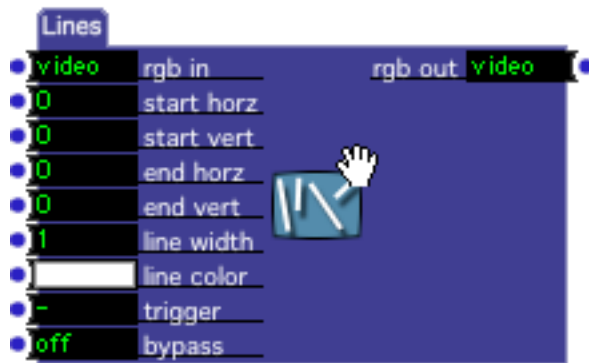 Lines
video rgb in rgb out video
0 start horz
0 start vert
0 end horz
0 end vert
1 line width
line color
- trigger
off bypass